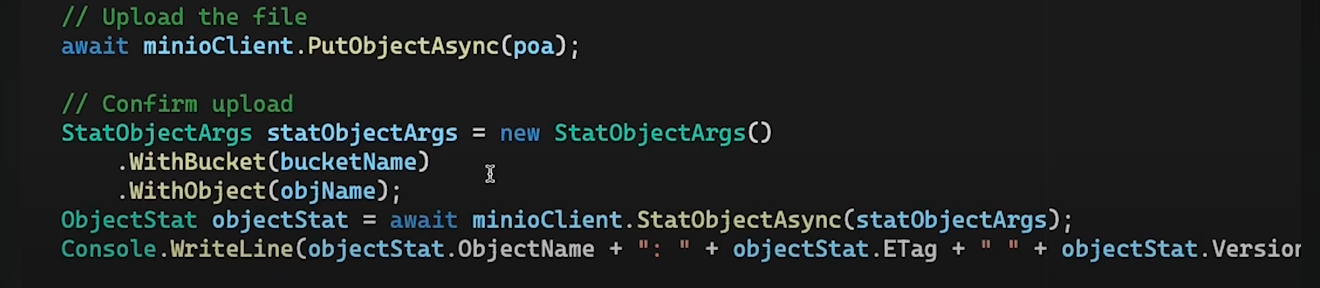 // Upload the file
await minioClient.PutObjectAsync(poa);
// Confirm upload
StatObjectArgs statObjectArgs = new StatObjectArgs()
.WithBucket(bucketName)
.WithObject(objName);
ObjectStat objectStat = await minioClient.StatObjectAsync(statObjectArgs);
Console.WriteLine(objectStat.ObjectName + ": " + objectStat.ETag + " " + objectStat.Version